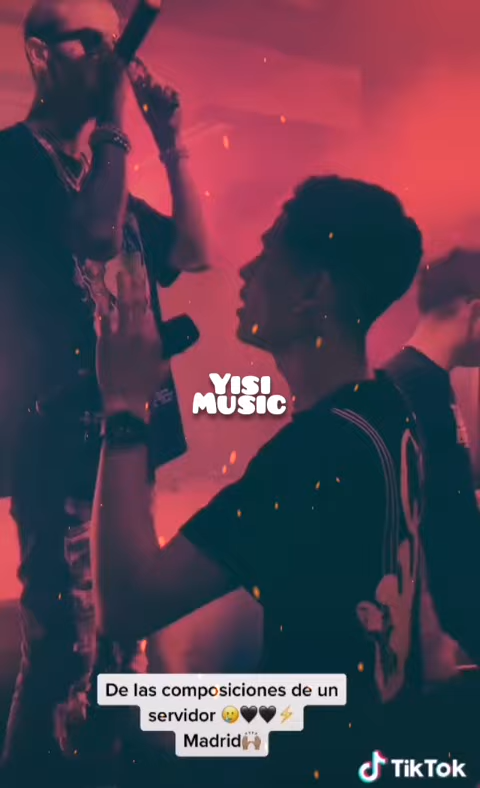 YISI
MUSIC
De las composiciones de un
servidor 🥲🖤🖤⚡
Madrid🙌🏽
TikTok